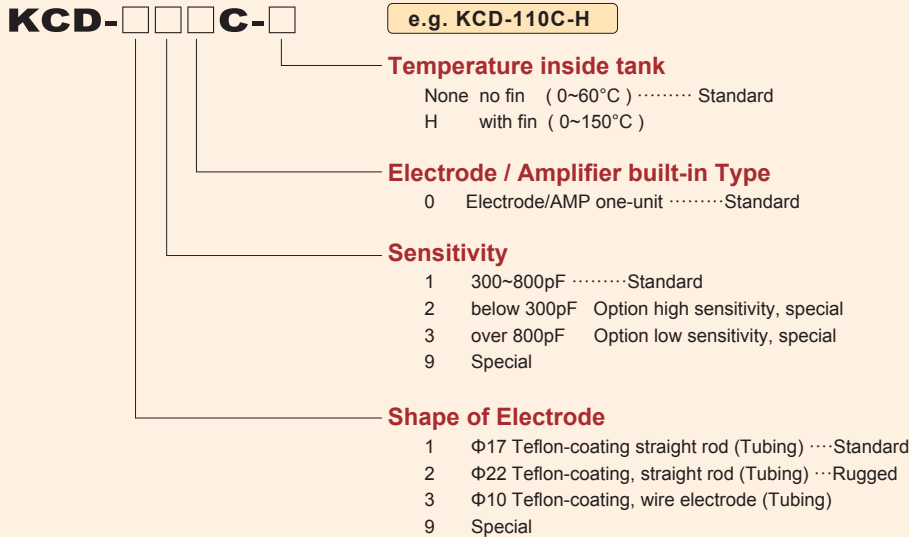 KCD-□□□C-□ e.g. KCD-110C-H
Temperature inside tank
None no fin ( 0~60°C ) ········· Standard
H with fin ( 0~150°C )
Electrode / Amplifier built-in Type
0 Electrode/AMP one-unit ·········Standard
Sensitivity
1 300~800pF ·········Standard
2 below 300pF Option high sensitivity, special
3 over 800pF Option low sensitivity, special
9 Special
Shape of Electrode
1 Φ17 Teflon-coating straight rod (Tubing) ····Standard
2 Φ22 Teflon-coating, straight rod (Tubing) ···Rugged
3 Φ10 Teflon-coating, wire electrode (Tubing)
9 Special